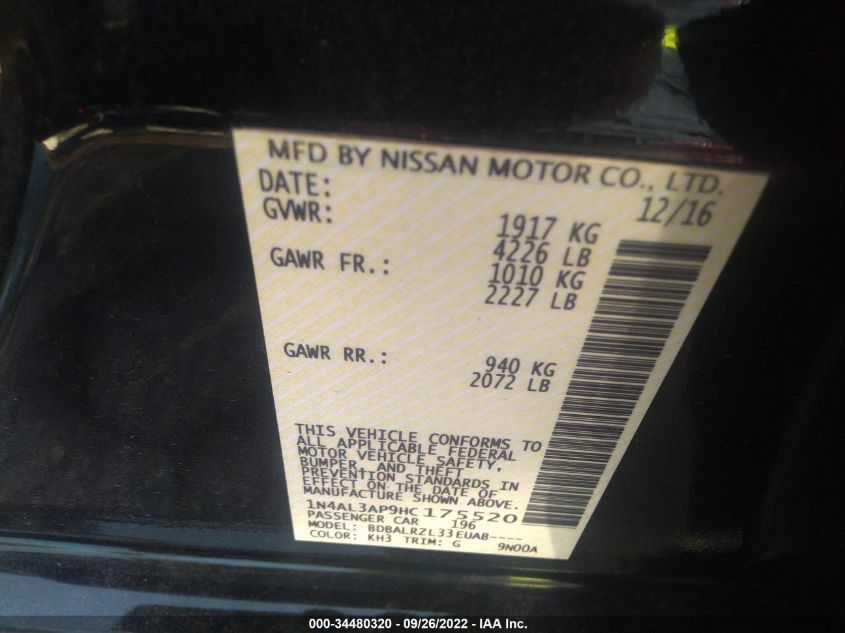 MFD BY NISSAN MOTOR CO., LTD.
DATE: 12/16
GVWR: 1917 KG
4226 LB
GAWR FR.: 1010 KG
2227 LB
GAWR RR.: 940 KG
2072 LB
THIS VEHICLE CONFORMS TO
ALL APPLICABLE FEDERAL
MOTOR VEHICLE SAFETY,
BUMPER, AND THEFT
PREVENTION STANDARDS IN
EFFECT ON THE DATE OF
MANUFACTURE SHOWN ABOVE.
1N4AL3AP9HC175520
PASSENGER CAR 196
MODEL: BDBALRZL33EUAB----
COLOR: KH3 TRIM: G 9N00A
000-34480320 - 09/26/2022 - IAA Inc.